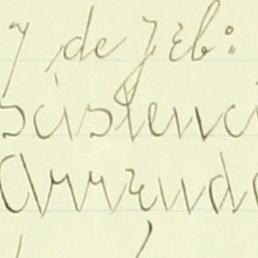 7 de Feb:
sistenci
Arrend